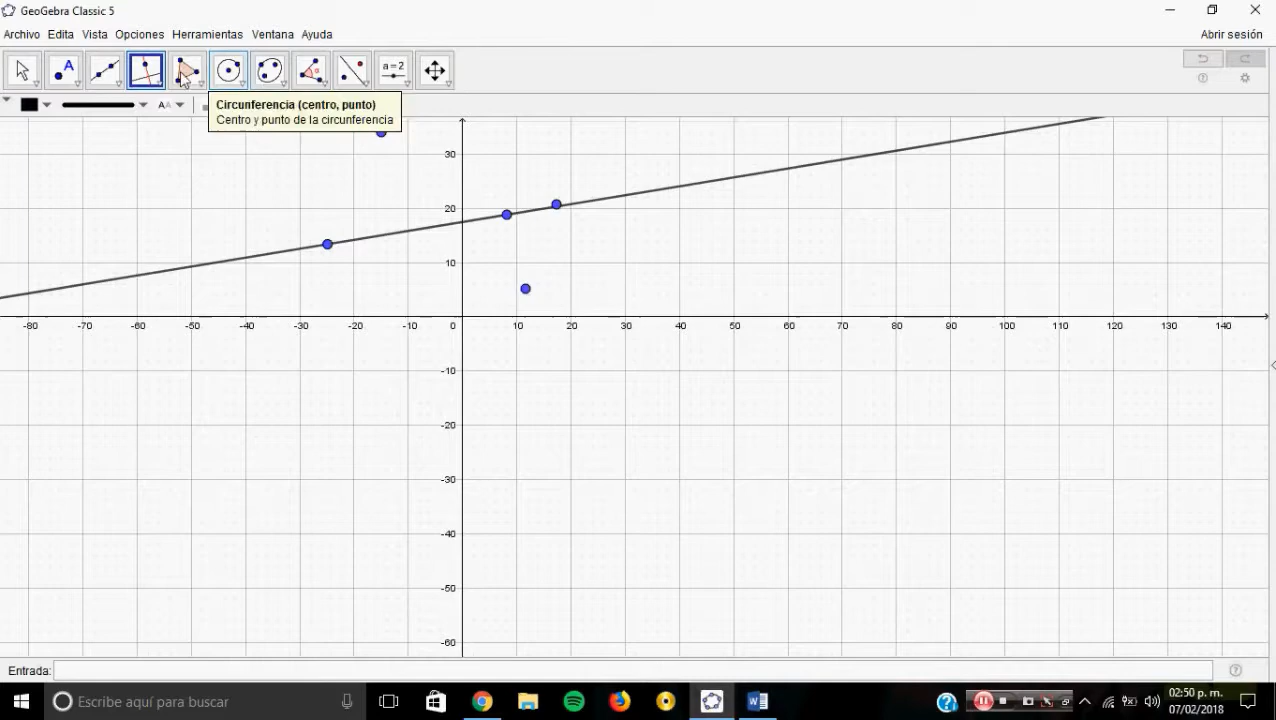 GeoGebra Classic 5
Archivo Edita Vista Opciones Herramientas Ventana Ayuda
Abrir sesión
A
a=2
AA
Circunferencia (centro, punto)
Centro y punto de la circunferencia
30
20
10
-80 -70 -60 -50 -40 -30 -20 -10 0 10 20 30 40 50 60 70 80 90 100 110 120 130 140
-10
-20
-30
-40
-50
-60
Entrada:
Escribe aquí para buscar
02:50 p. m.
07/02/2018